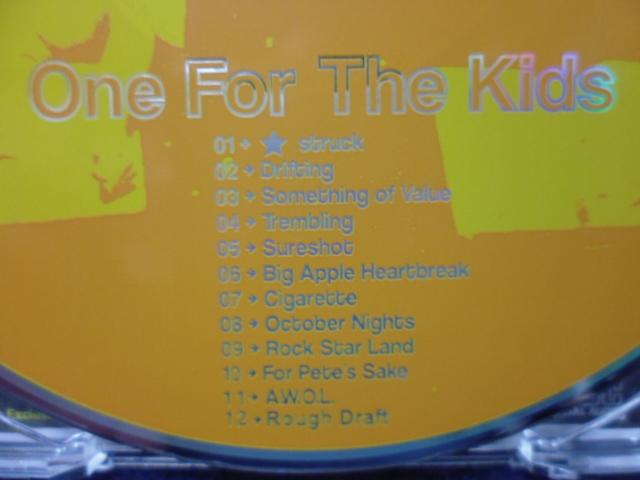 One For The Kids
01 → ★ struck
02 → Drifting
03 → Something of Value
04 → Trembling
05 → Sureshot
06 → Big Apple Heartbreak
07 → Cigarette
08 → October Nights
09 → Rock Star Land
10 → For Pete's Sake
11 → A.W.O.L.
12 → Rough Draft